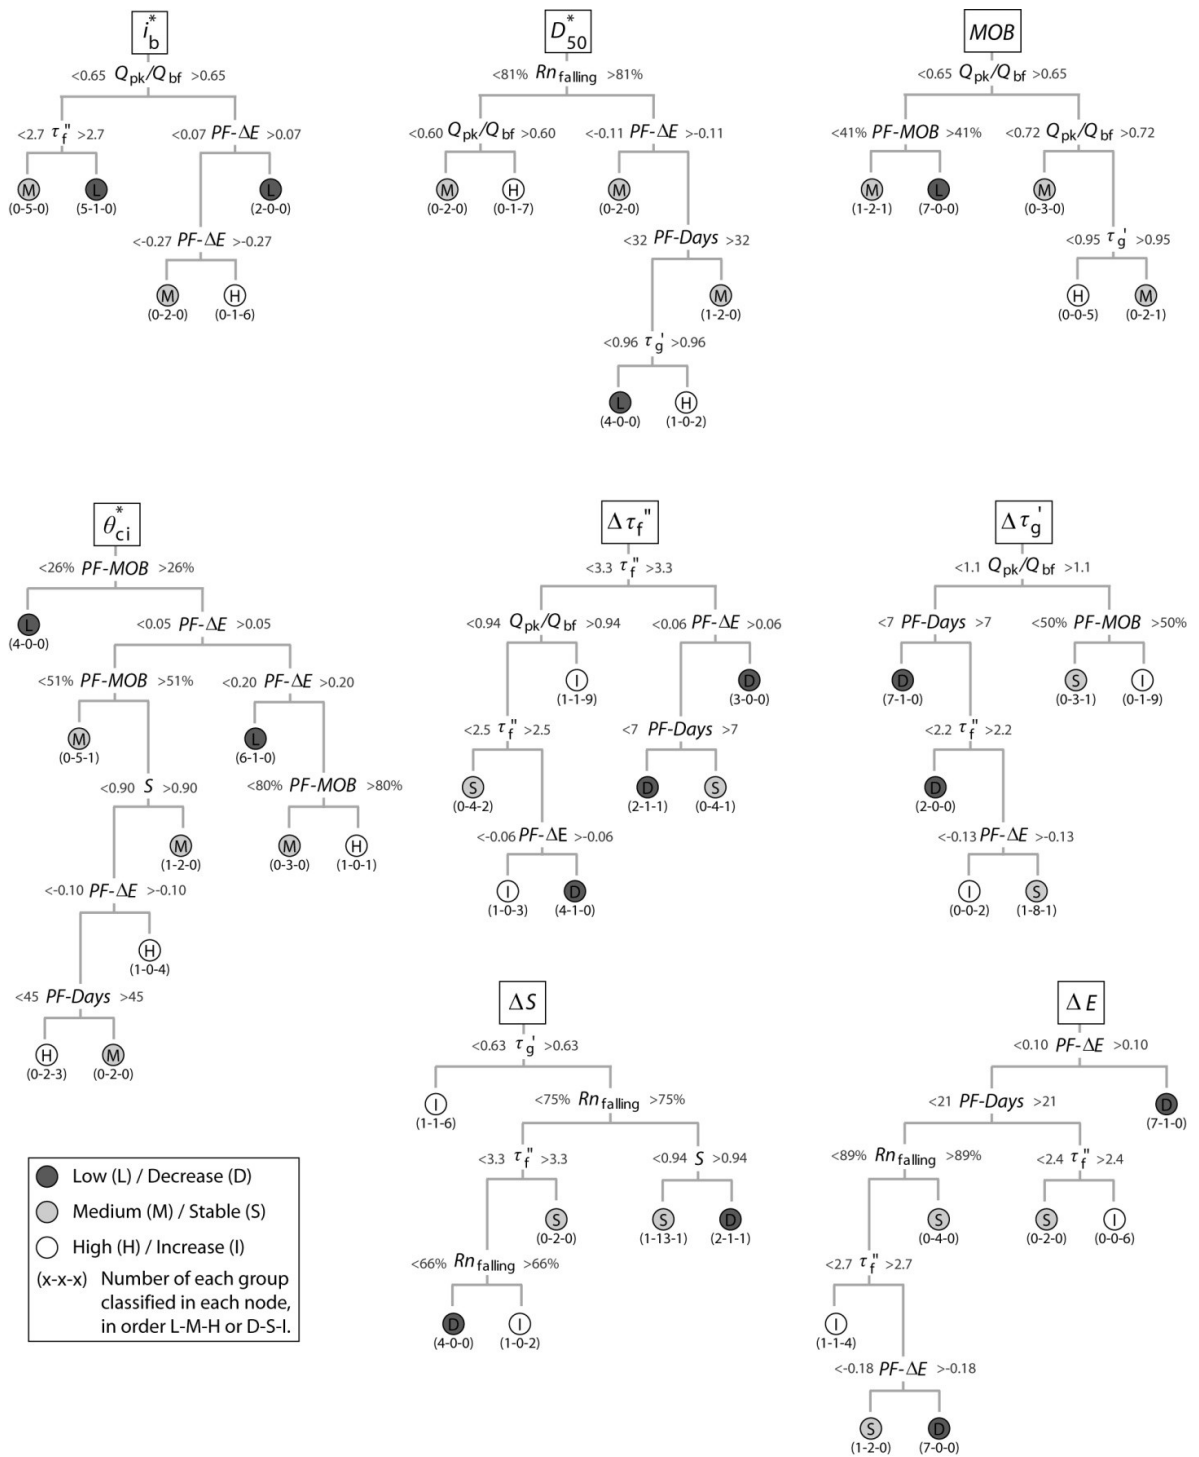 i*b D*50 MOB
<0.65 Qpk/Qbf >0.65 <81% Rnfalling >81% <0.65 Qpk/Qbf >0.65
<2.7 τf" >2.7 <0.07 PF-ΔE >0.07 <0.60 Qpk/Qbf >0.60 <-0.11 PF-ΔE >-0.11 <41% PF-MOB >41% <0.72 Qpk/Qbf >0.72
M L L M H M M L M
(0-5-0) (5-1-0) (2-0-0) (0-2-0) (0-1-7) (0-2-0) (1-2-1) (7-0-0) (0-3-0)
<-0.27 PF-ΔE >-0.27 <32 PF-Days >32 <0.95 τg' >0.95
M H M H M
(0-2-0) (0-1-6) (1-2-0) (0-0-5) (0-2-1)
<0.96 τg' >0.96
L H
(4-0-0) (1-0-2)
θ*ci Δτf" Δτg'
<26% PF-MOB >26% <3.3 τf" >3.3 <1.1 Qpk/Qbf >1.1
L <0.05 PF-ΔE >0.05 <0.94 Qpk/Qbf >0.94 <0.06 PF-ΔE >0.06 <7 PF-Days >7 <50% PF-MOB >50%
(4-0-0)
<51% PF-MOB >51% <0.20 PF-ΔE >0.20 I D D S I
(1-1-9) (3-0-0) (7-1-0) (0-3-1) (0-1-9)
M L <2.5 τf" >2.5 <7 PF-Days >7 <2.2 τf" >2.2
(0-5-1) (6-1-0)
<0.90 S >0.90 <80% PF-MOB >80% S D S D
(0-4-2) (2-1-1) (0-4-1) (2-0-0)
M M H <-0.06 PF-ΔE >-0.06 <-0.13 PF-ΔE >-0.13
(1-2-0) (0-3-0) (1-0-1)
<-0.10 PF-ΔE >-0.10 I D I S
(1-0-3) (4-1-0) (0-0-2) (1-8-1)
H
(1-0-4)
<45 PF-Days >45
H M
(0-2-3) (0-2-0)
ΔS ΔE
<0.63 τg' >0.63 <0.10 PF-ΔE >0.10
I <75% Rnfalling >75% <21 PF-Days >21 D
(1-1-6) (7-1-0)
<3.3 τf" >3.3 <0.94 S >0.94 <89% Rnfalling >89% <2.4 τf" >2.4
S S D S S I
(0-2-0) (1-13-1) (2-1-1) (0-4-0) (0-2-0) (0-0-6)
<66% Rnfalling >66% <2.7 τf" >2.7
D I I
(4-0-0) (1-0-2) (1-1-4)
<-0.18 PF-ΔE >-0.18
S D
(1-2-0) (7-0-0)
Low (L) / Decrease (D)
Medium (M) / Stable (S)
High (H) / Increase (I)
(x-x-x) Number of each group
classified in each node,
in order L-M-H or D-S-I.